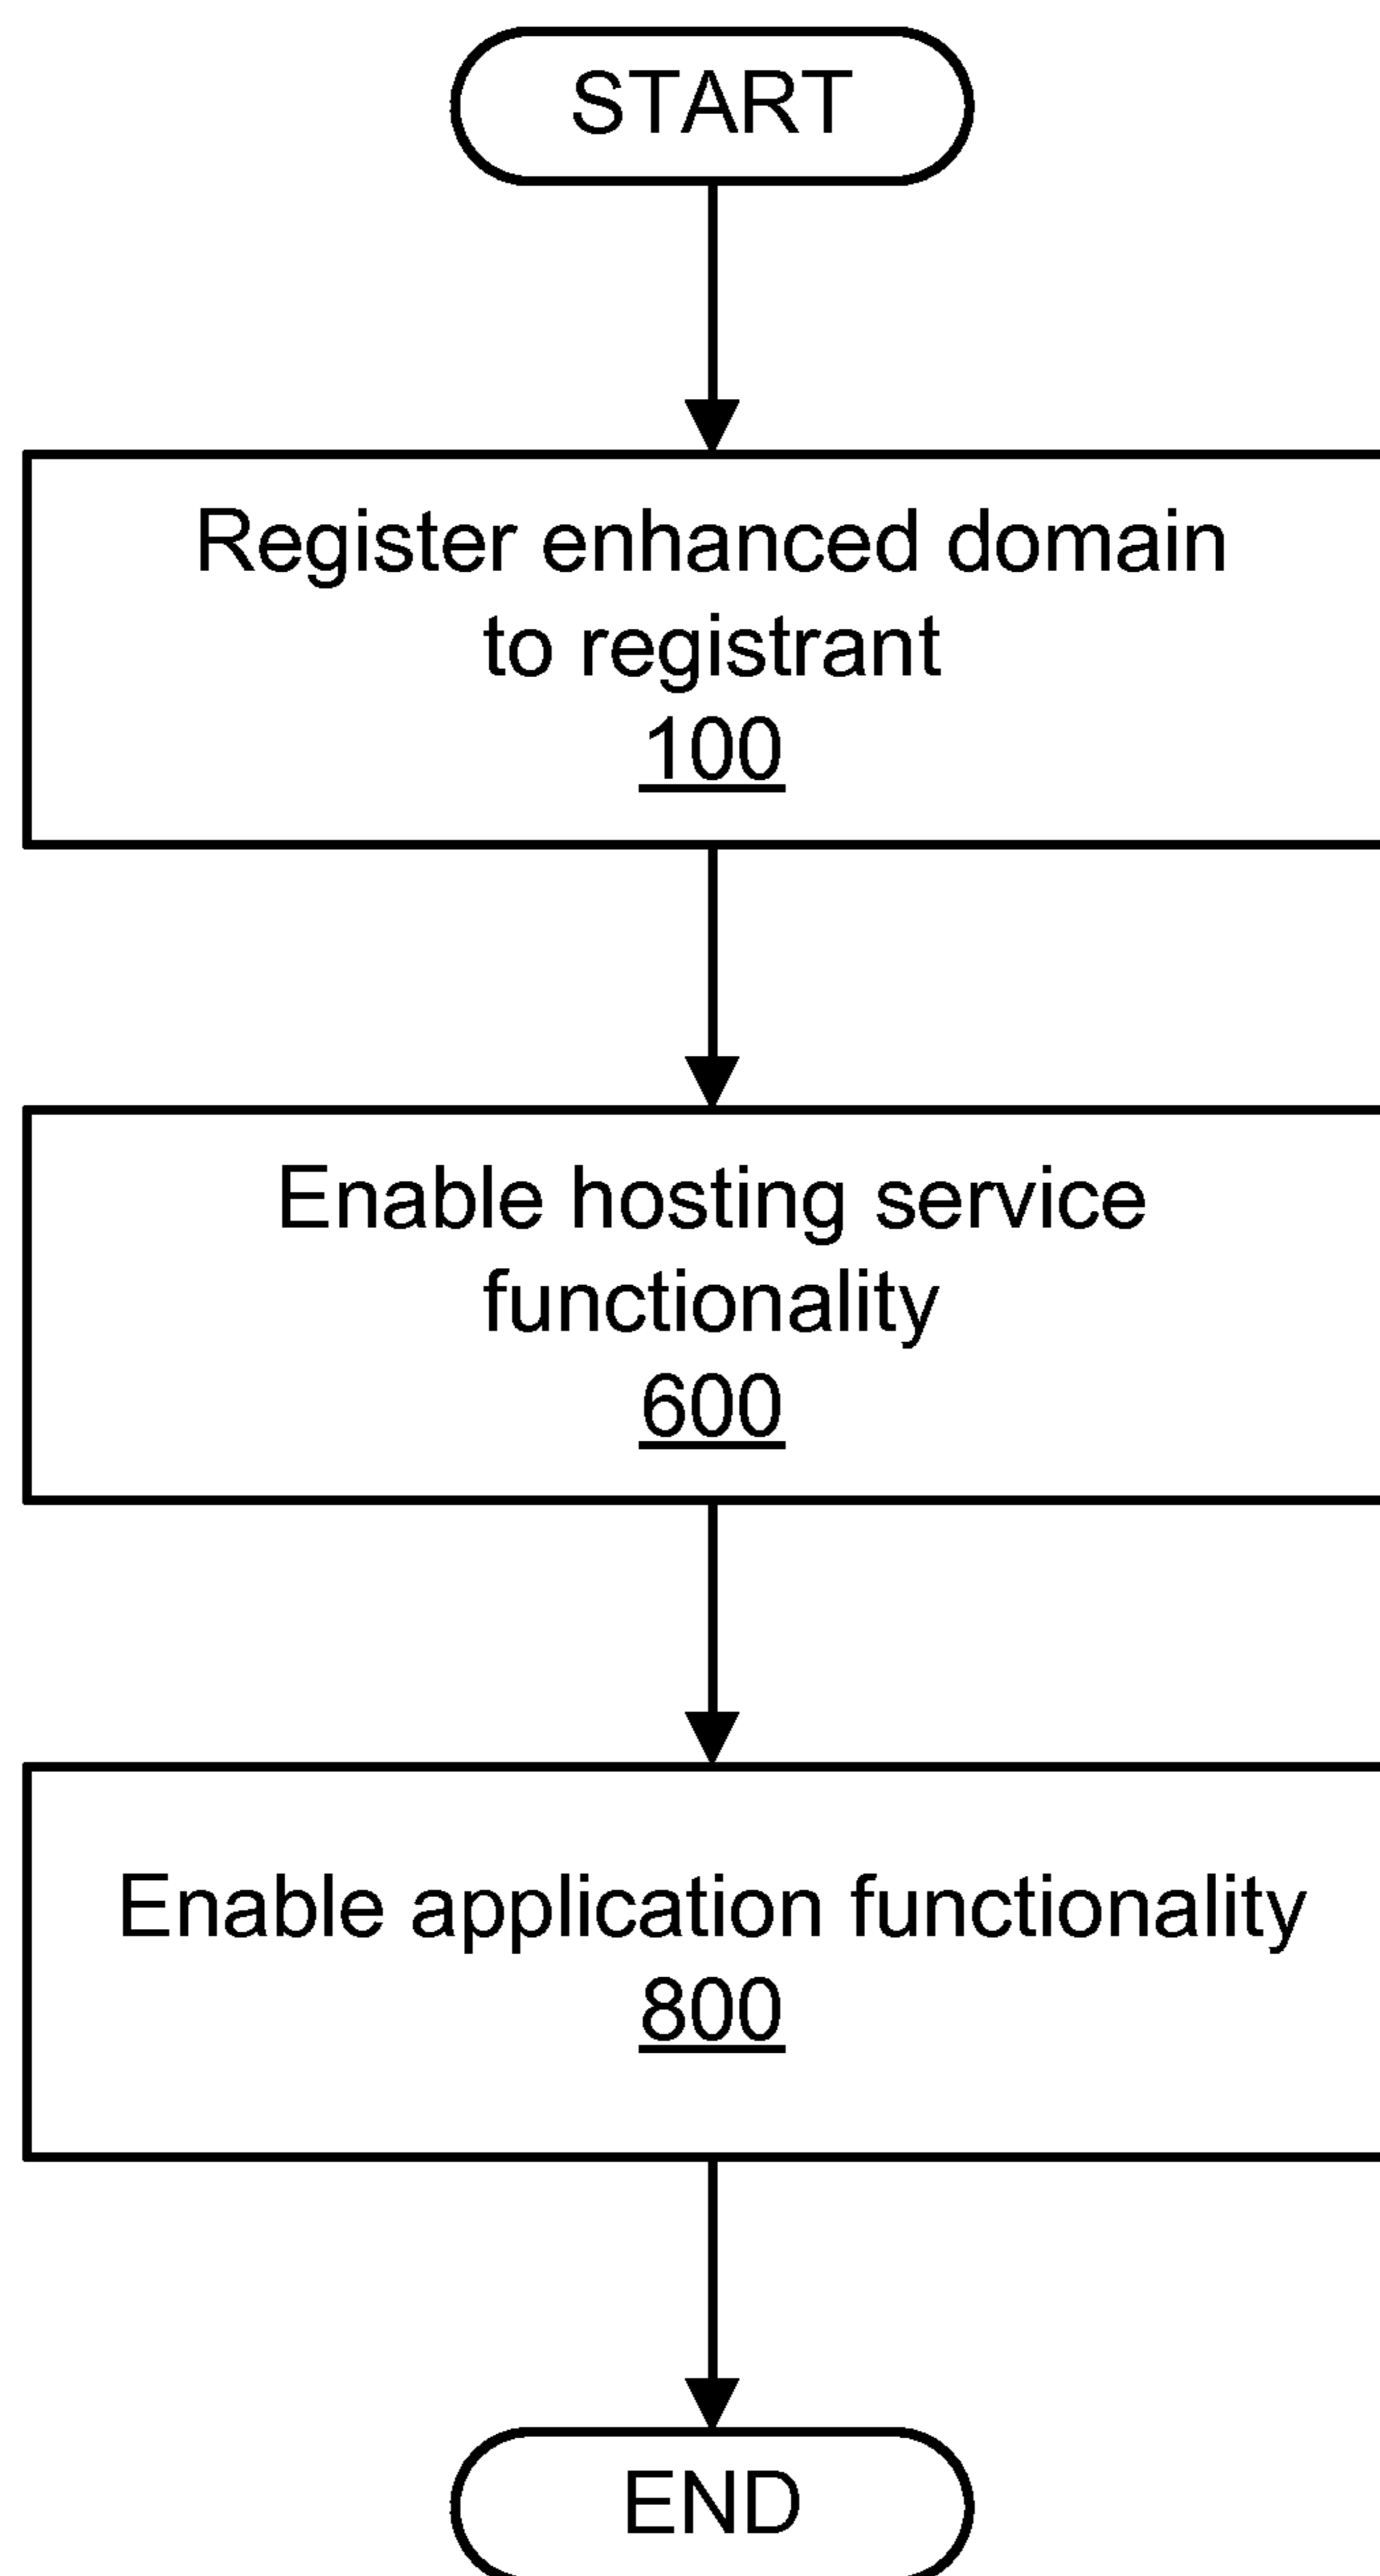 START
Register enhanced domain
to registrant
100
Enable hosting service
functionality
600
Enable application functionality
800
END